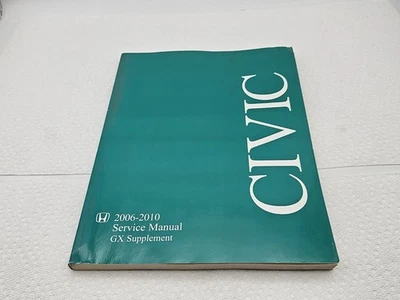 CIVIC
2006-2010
Service Manual
GX Supplement